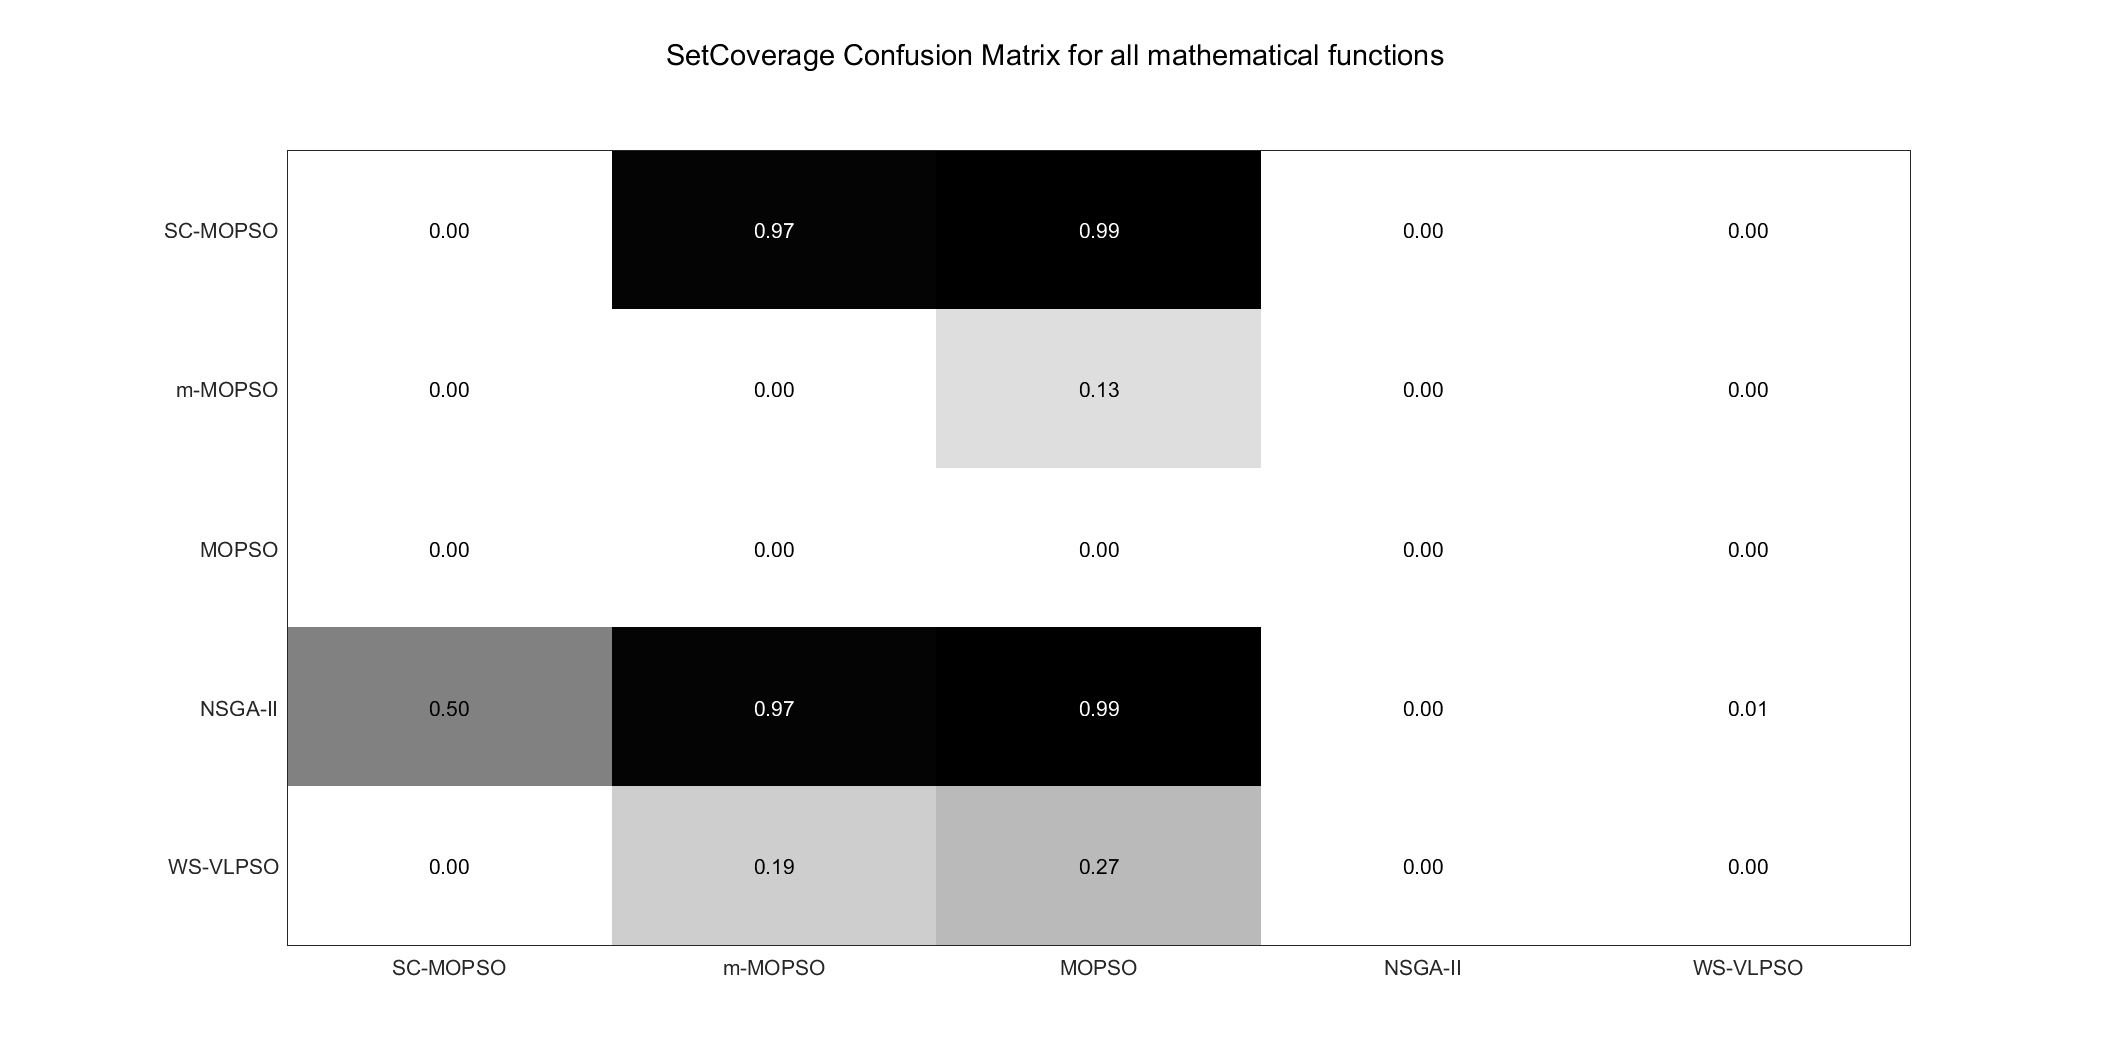 SetCoverage Confusion Matrix for all mathematical functions
SC-MOPSO 0.00 0.97 0.99 0.00 0.00
m-MOPSO 0.00 0.00 0.13 0.00 0.00
MOPSO 0.00 0.00 0.00 0.00 0.00
NSGA-II 0.50 0.97 0.99 0.00 0.01
WS-VLPSO 0.00 0.19 0.27 0.00 0.00
SC-MOPSO m-MOPSO MOPSO NSGA-II WS-VLPSO